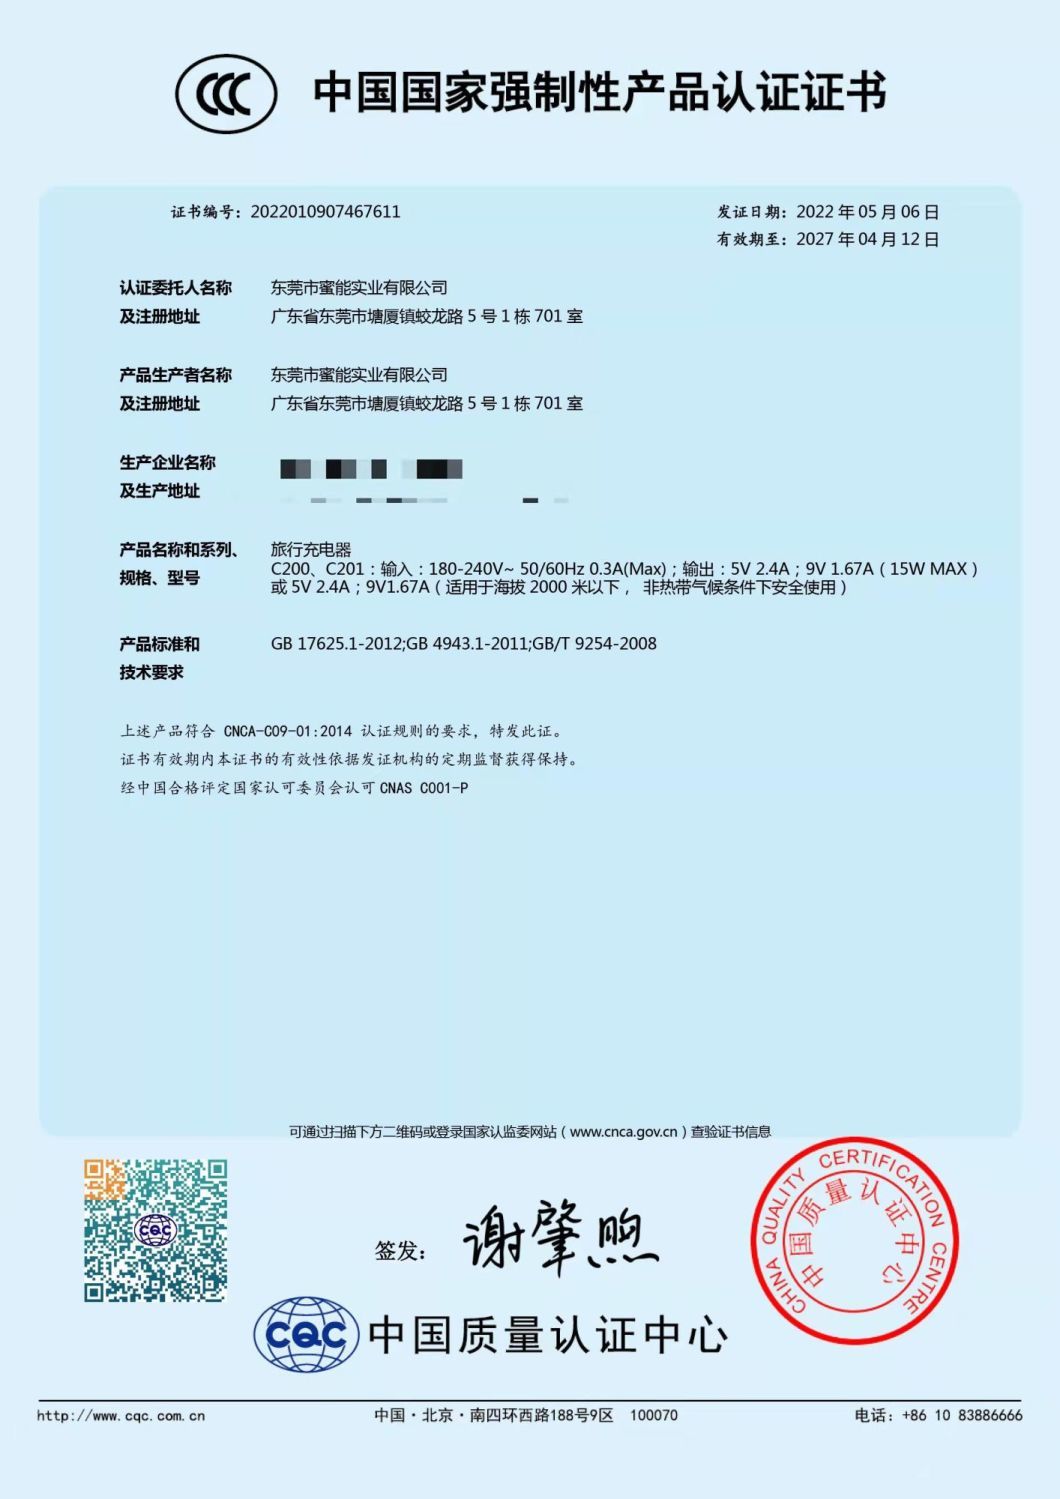 CCC 中国国家强制性产品认证证书
证书编号：2022010907467611
发证日期：2022 年 05 月 06 日
有效期至：2027 年 04 月 12 日
认证委托人名称 东莞市蜜能实业有限公司
及注册地址 广东省东莞市塘厦镇蛟龙路 5 号 1 栋 701 室
产品生产者名称 东莞市蜜能实业有限公司
及注册地址 广东省东莞市塘厦镇蛟龙路 5 号 1 栋 701 室
生产企业名称
及生产地址
产品名称和系列、 旅行充电器
规格、型号 C200、C201：输入：180-240V~ 50/60Hz 0.3A(Max)；输出：5V 2.4A；9V 1.67A（15W MAX）
或 5V 2.4A；9V1.67A（适用于海拔 2000 米以下， 非热带气候条件下安全使用）
产品标准和 GB 17625.1-2012;GB 4943.1-2011;GB/T 9254-2008
技术要求
上述产品符合 CNCA-C09-01:2014 认证规则的要求，特发此证。
证书有效期内本证书的有效性依据发证机构的定期监督获得保持。
经中国合格评定国家认可委员会认可 CNAS C001-P
可通过扫描下方二维码或登录国家认监委网站（www.cnca.gov.cn）查验证书信息
CQC
签发： 谢肇煦
CHINA QUALITY CERTIFICATION CENTRE
中国质量认证中心
CQC 中国质量认证中心
http://www.cqc.com.cn
中国·北京·南四环西路188号9区 100070
电话：+86 10 83886666